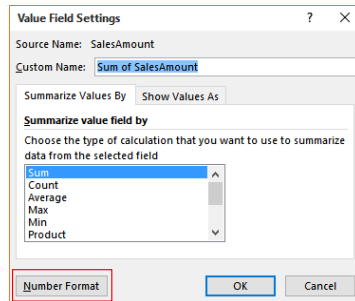 Value Field Settings ? X
Source Name: SalesAmount
Custom Name: Sum of SalesAmount
Summarize Values By Show Values As
Summarize value field by
Choose the type of calculation that you want to use to summarize
data from the selected field
Sum
Count
Average
Max
Min
Product
Number Format OK Cancel